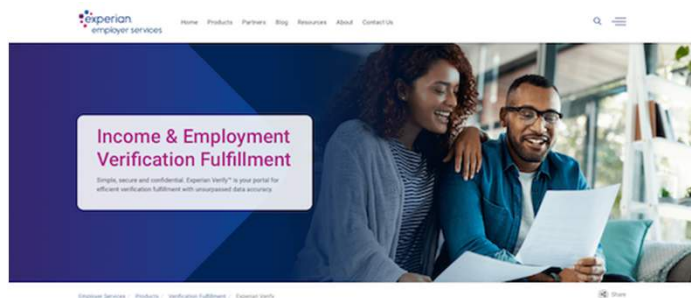 experian.
employer services
Home Products Partners Blog Resources About Contact Us
Income & Employment
Verification Fulfillment
Simple, secure and confidential. Experian Verify™ is your portal for
efficient verification fulfillment with unsurpassed data accuracy.
Employer Services / Products / Verification Fulfillment / Experian Verify
Share